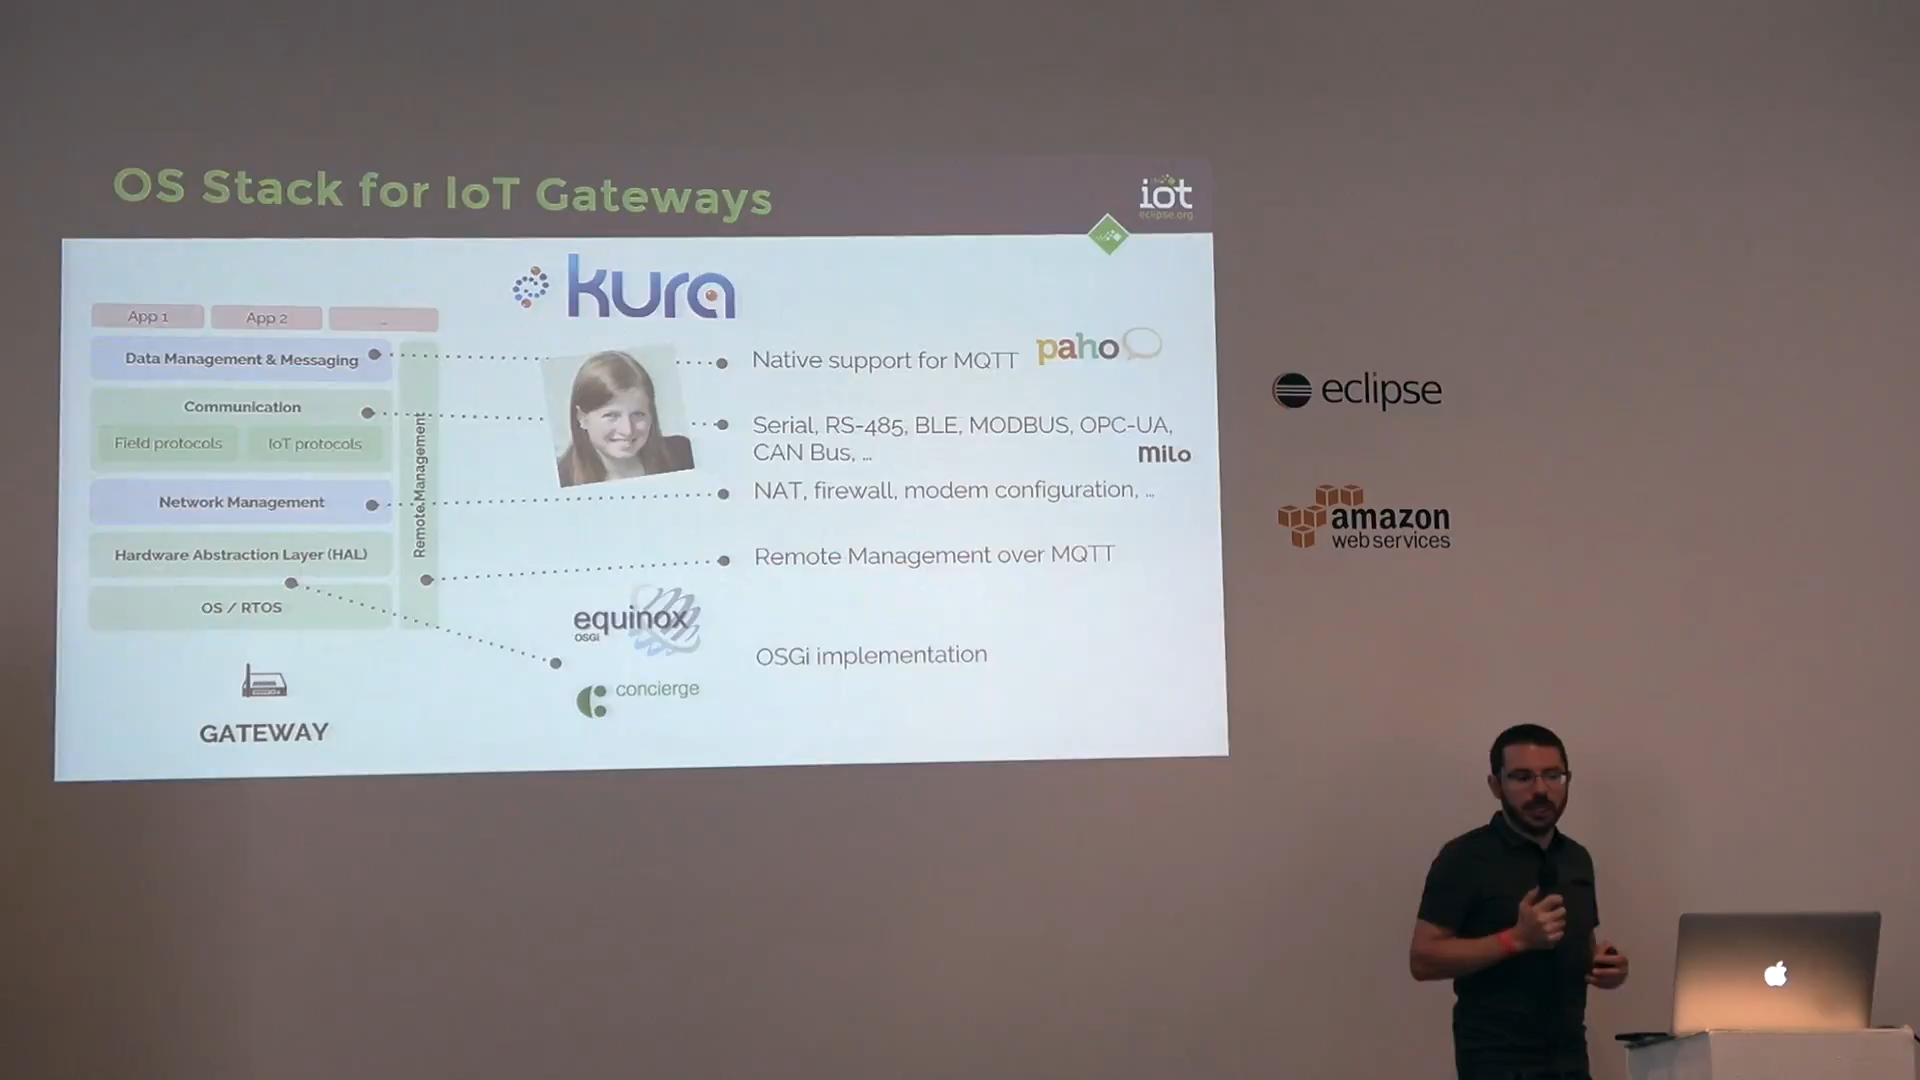 OS Stack for IoT Gateways
iot
eclipse.org
kura
App 1
App 2
...
Data Management & Messaging
Communication
Field protocols
IoT protocols
Network Management
Hardware Abstraction Layer (HAL)
OS / RTOS
Remote Management
GATEWAY
Native support for MQTT
paho
Serial, RS-485, BLE, MODBUS, OPC-UA,
CAN Bus, ...
milo
NAT, firewall, modem configuration, ...
Remote Management over MQTT
equinox
OSGi
OSGi implementation
concierge
eclipse
amazon
web services